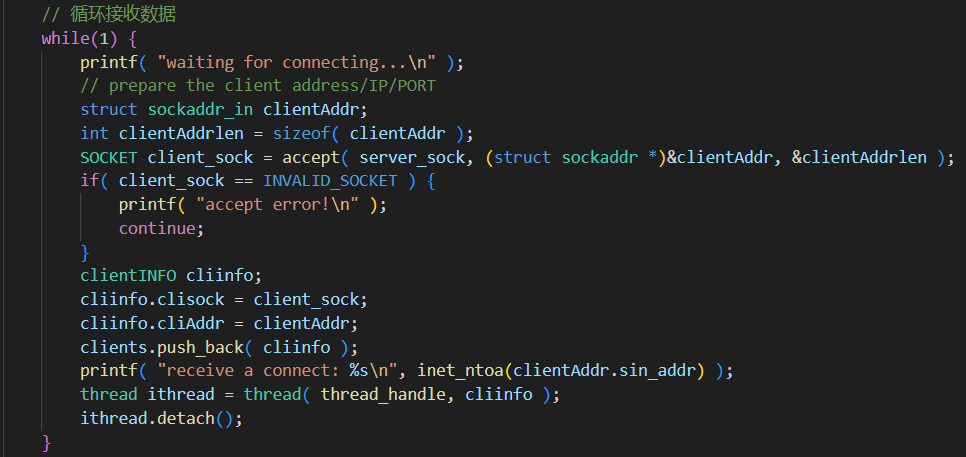 // 循环接收数据
while(1) {
printf( "waiting for connecting...\n" );
// prepare the client address/IP/PORT
struct sockaddr_in clientAddr;
int clientAddrlen = sizeof( clientAddr );
SOCKET client_sock = accept( server_sock, (struct sockaddr *)&clientAddr, &clientAddrlen );
if( client_sock == INVALID_SOCKET ) {
printf( "accept error!\n" );
continue;
}
clientINFO cliinfo;
cliinfo.clisock = client_sock;
cliinfo.cliAddr = clientAddr;
clients.push_back( cliinfo );
printf( "receive a connect: %s\n", inet_ntoa(clientAddr.sin_addr) );
thread ithread = thread( thread_handle, cliinfo );
ithread.detach();
}